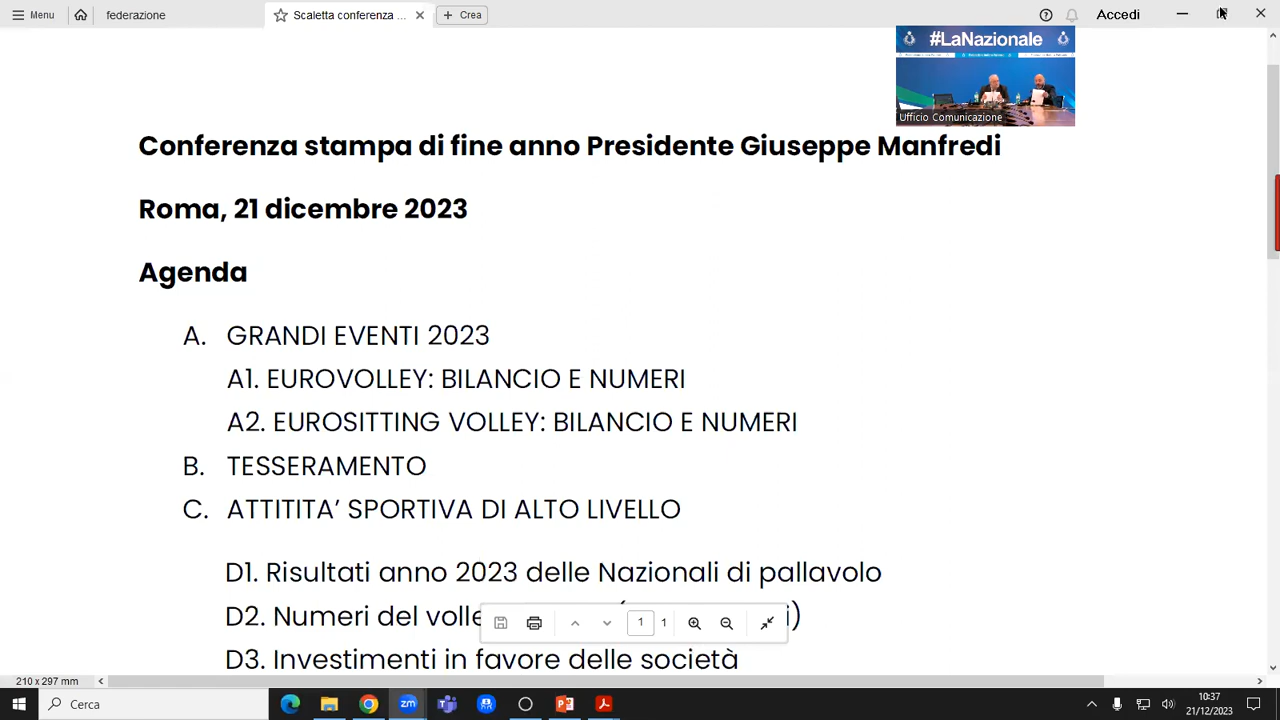 Menu
federazione
Scaletta conferenza ...
Crea
Accedi
#LaNazionale
Ufficio Comunicazione
Conferenza stampa di fine anno Presidente Giuseppe Manfredi
Roma, 21 dicembre 2023
Agenda
A. GRANDI EVENTI 2023
A1. EUROVOLLEY: BILANCIO E NUMERI
A2. EUROSITTING VOLLEY: BILANCIO E NUMERI
B. TESSERAMENTO
C. ATTITITA’ SPORTIVA DI ALTO LIVELLO
D1. Risultati anno 2023 delle Nazionali di pallavolo
D2. Numeri del volle
1 1
D3. Investimenti in favore delle società
210 x 297 mm
Cerca
zm
10:37
21/12/2023